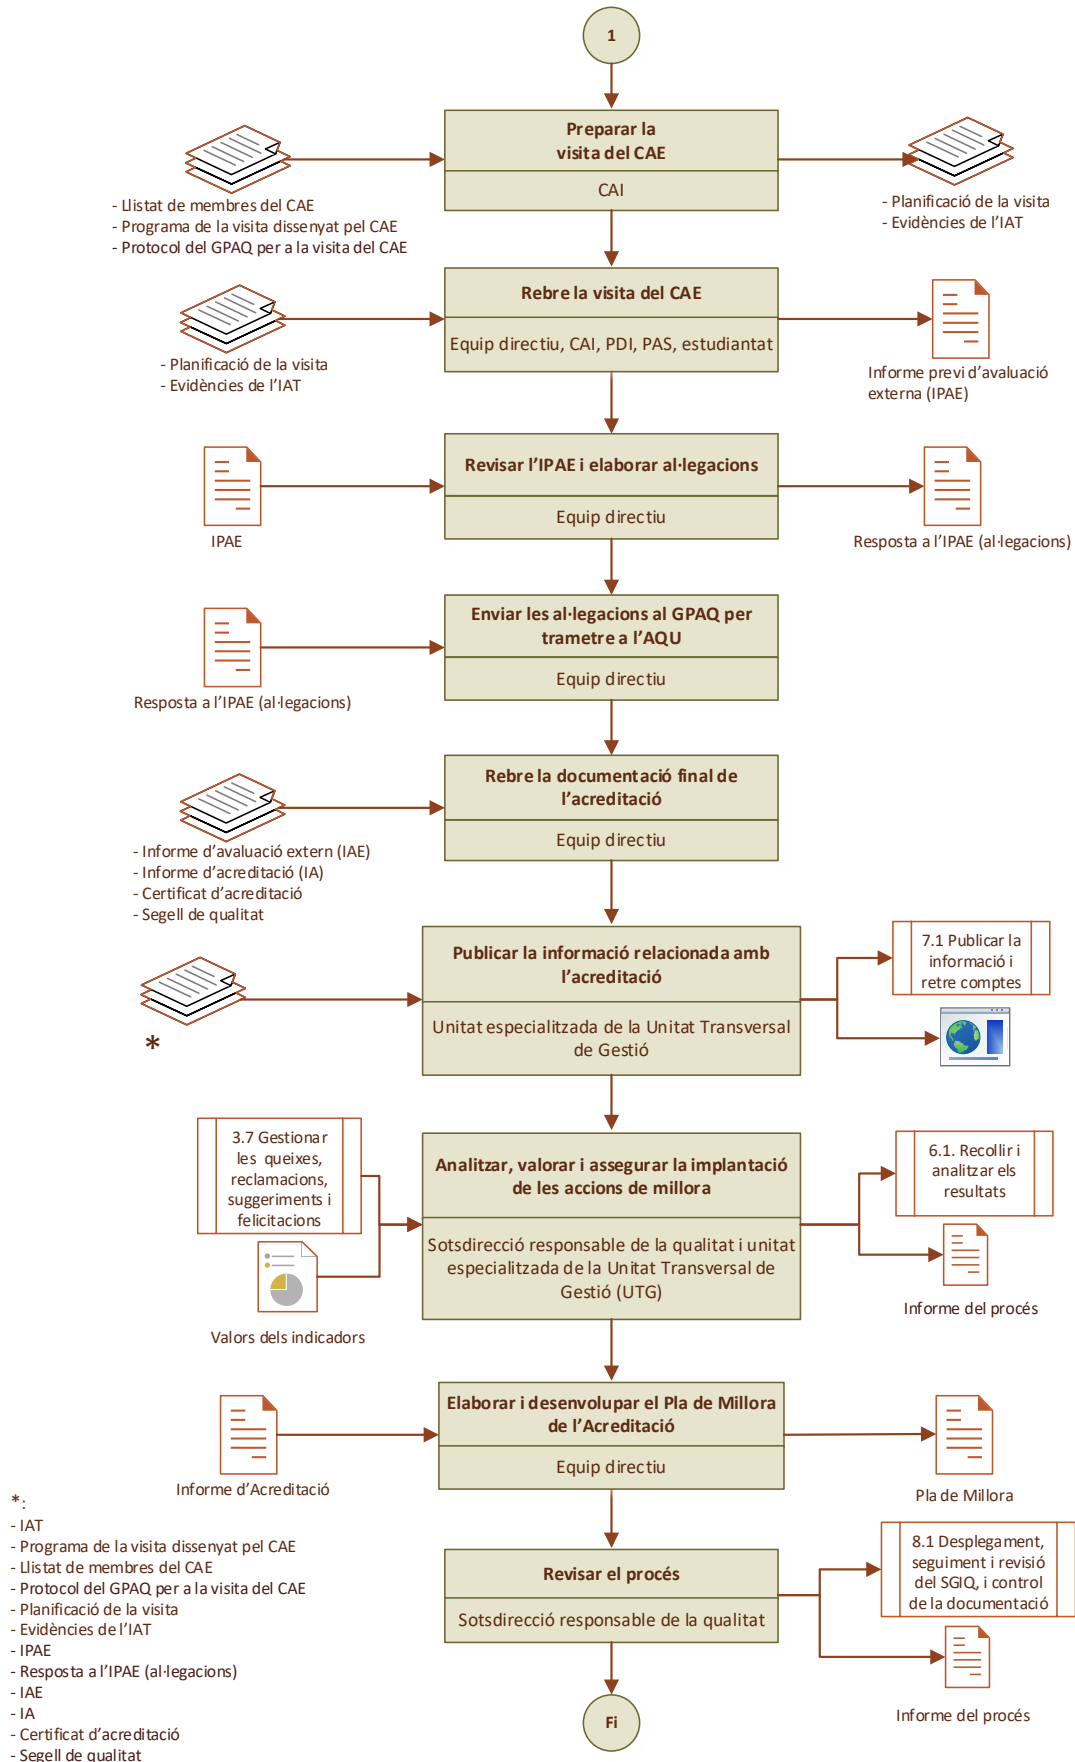 1
Preparar la
visita del CAE
CAI
- Llistat de membres del CAE
- Programa de la visita dissenyat pel CAE
- Protocol del GPAQ per a la visita del CAE
- Planificació de la visita
- Evidències de l'IAT
Rebre la visita del CAE
Equip directiu, CAI, PDI, PAS, estudiantat
- Planificació de la visita
- Evidències de l'IAT
Informe previ d'avaluació
externa (IPAE)
Revisar l'IPAE i elaborar al·legacions
Equip directiu
IPAE
Resposta a l'IPAE (al·legacions)
Enviar les al·legacions al GPAQ per
trametre a l'AQU
Equip directiu
Resposta a l'IPAE (al·legacions)
Rebre la documentació final de
l'acreditació
Equip directiu
- Informe d'avaluació extern (IAE)
- Informe d'acreditació (IA)
- Certificat d'acreditació
- Segell de qualitat
Publicar la informació relacionada amb
l'acreditació
Unitat especialitzada de la Unitat Transversal
de Gestió
*
7.1 Publicar la
informació i
retre comptes
3.7 Gestionar
les queixes,
reclamacions,
suggeriments i
felicitacions
Valors dels indicadors
Analitzar, valorar i assegurar la implantació
de les accions de millora
Sotsdirecció responsable de la qualitat i unitat
especialitzada de la Unitat Transversal de
Gestió (UTG)
6.1. Recollir i
analitzar els
resultats
Informe del procés
Elaborar i desenvolupar el Pla de Millora
de l'Acreditació
Equip directiu
Informe d'Acreditació
Pla de Millora
Revisar el procés
Sotsdirecció responsable de la qualitat
8.1 Desplegament,
seguiment i revisió
del SGIQ, i control
de la documentació
Informe del procés
Fi
*:
- IAT
- Programa de la visita dissenyat pel CAE
- Llistat de membres del CAE
- Protocol del GPAQ per a la visita del CAE
- Planificació de la visita
- Evidències de l'IAT
- IPAE
- Resposta a l'IPAE (al·legacions)
- IAE
- IA
- Certificat d'acreditació
- Segell de qualitat